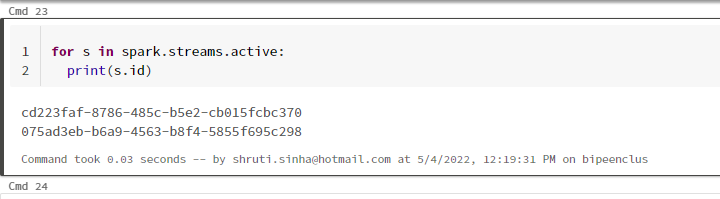 Cmd 23
1 for s in spark.streams.active:
2 print(s.id)
cd223faf-8786-485c-b5e2-cb015fcbc370
075ad3eb-b6a9-4563-b8f4-5855f695c298
Command took 0.03 seconds -- by shruti.sinha@hotmail.com at 5/4/2022, 12:19:31 PM on bipeenclus
Cmd 24